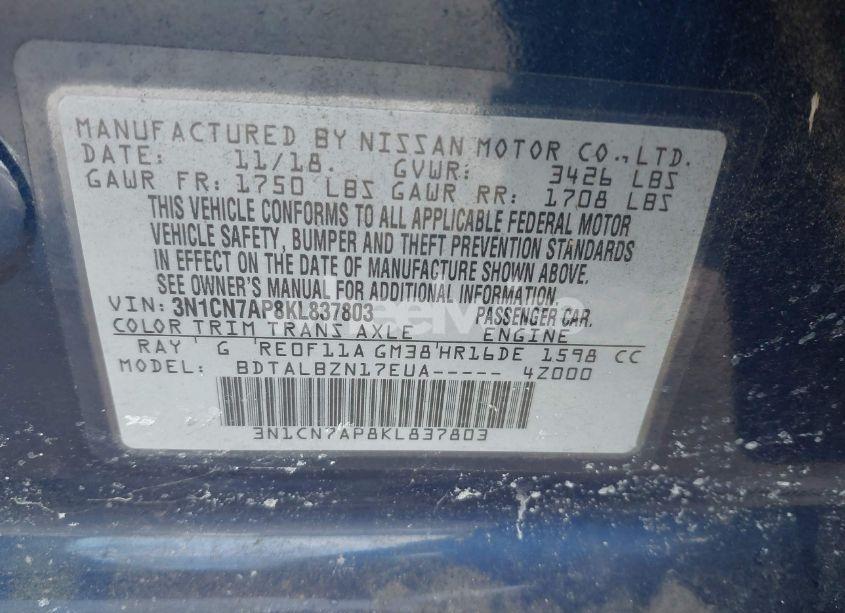 MANUFACTURED BY NISSAN MOTOR CO.,LTD.
DATE: 11/18. GVWR: 3426 LBS
GAWR FR: 1750 LBS GAWR RR: 1708 LBS
THIS VEHICLE CONFORMS TO ALL APPLICABLE FEDERAL MOTOR
VEHICLE SAFETY, BUMPER AND THEFT PREVENTION STANDARDS
IN EFFECT ON THE DATE OF MANUFACTURE SHOWN ABOVE.
SEE OWNER'S MANUAL FOR ADDITIONAL INFORMATION.
VIN: 3N1CN7AP8KL837803 PASSENGER CAR.
COLOR TRIM TRANS AXLE ENGINE
RAY G RE0F11A GM38 HR16DE 1598 CC
MODEL: BDTALBZN17EUA----- 4Z000
3N1CN7AP8KL837803